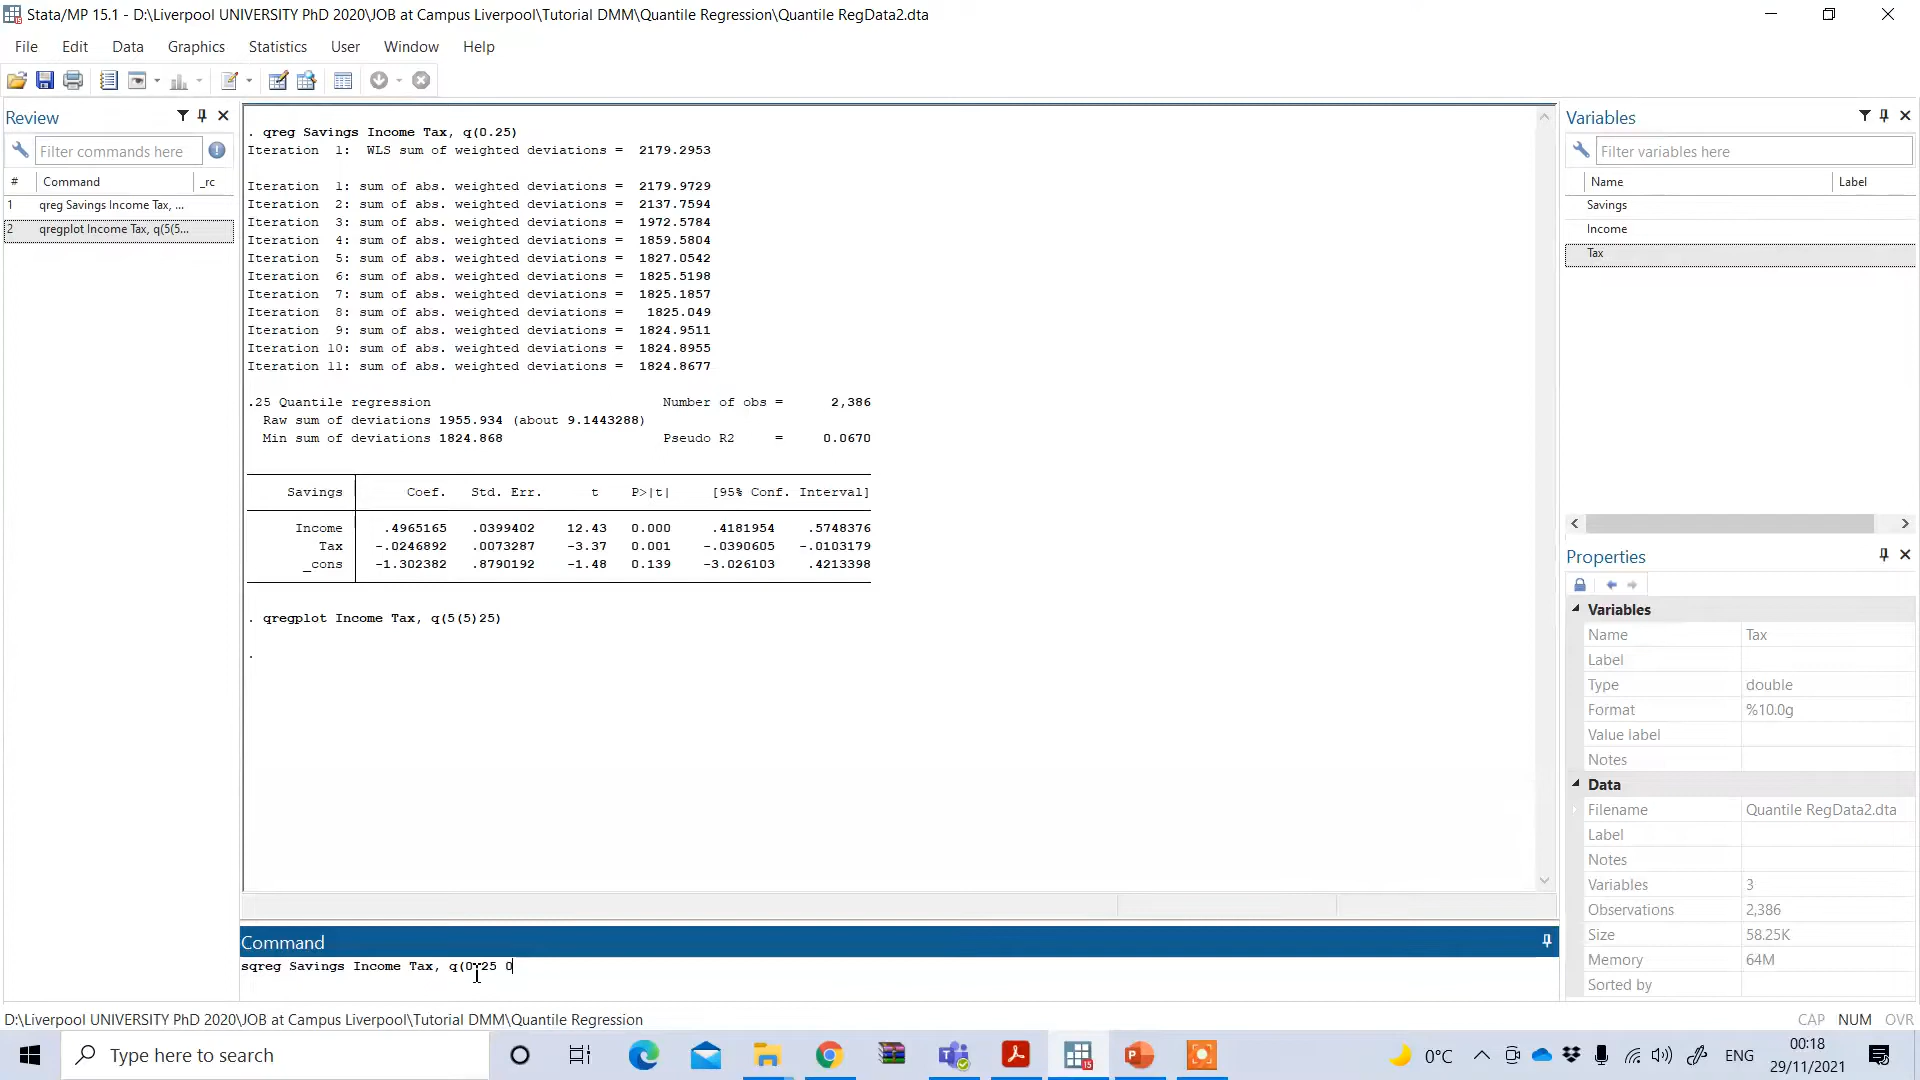 Stata/MP 15.1 - D:\Liverpool UNIVERSITY PhD 2020\JOB at Campus Liverpool\Tutorial DMM\Quantile Regression\Quantile RegData2.dta
File Edit Data Graphics Statistics User Window Help
Review
Filter commands here
# Command _rc
1 qreg Savings Income Tax, ...
2 qregplot Income Tax, q(5(5...
. qreg Savings Income Tax, q(0.25)
Iteration 1: WLS sum of weighted deviations = 2179.2953
Iteration 1: sum of abs. weighted deviations = 2179.9729
Iteration 2: sum of abs. weighted deviations = 2137.7594
Iteration 3: sum of abs. weighted deviations = 1972.5784
Iteration 4: sum of abs. weighted deviations = 1859.5804
Iteration 5: sum of abs. weighted deviations = 1827.0542
Iteration 6: sum of abs. weighted deviations = 1825.5198
Iteration 7: sum of abs. weighted deviations = 1825.1857
Iteration 8: sum of abs. weighted deviations = 1825.049
Iteration 9: sum of abs. weighted deviations = 1824.9511
Iteration 10: sum of abs. weighted deviations = 1824.8955
Iteration 11: sum of abs. weighted deviations = 1824.8677
.25 Quantile regression Number of obs = 2,386
Raw sum of deviations 1955.934 (about 9.1443288)
Min sum of deviations 1824.868 Pseudo R2 = 0.0670
Savings Coef. Std. Err. t P>|t| [95% Conf. Interval]
Income .4965165 .0399402 12.43 0.000 .4181954 .5748376
Tax -.0246892 .0073287 -3.37 0.001 -.0390605 -.0103179
_cons -1.302382 .8790192 -1.48 0.139 -3.026103 .4213398
. qregplot Income Tax, q(5(5)25)
.
Command
sqreg Savings Income Tax, q(0.25 0
Variables
Filter variables here
Name Label
Savings
Income
Tax
Properties
Variables
Name Tax
Label
Type double
Format %10.0g
Value label
Notes
Data
Filename Quantile RegData2.dta
Label
Notes
Variables 3
Observations 2,386
Size 58.25K
Memory 64M
Sorted by
D:\Liverpool UNIVERSITY PhD 2020\JOB at Campus Liverpool\Tutorial DMM\Quantile Regression
CAP NUM OVR
Type here to search
0°C
ENG
00:18
29/11/2021